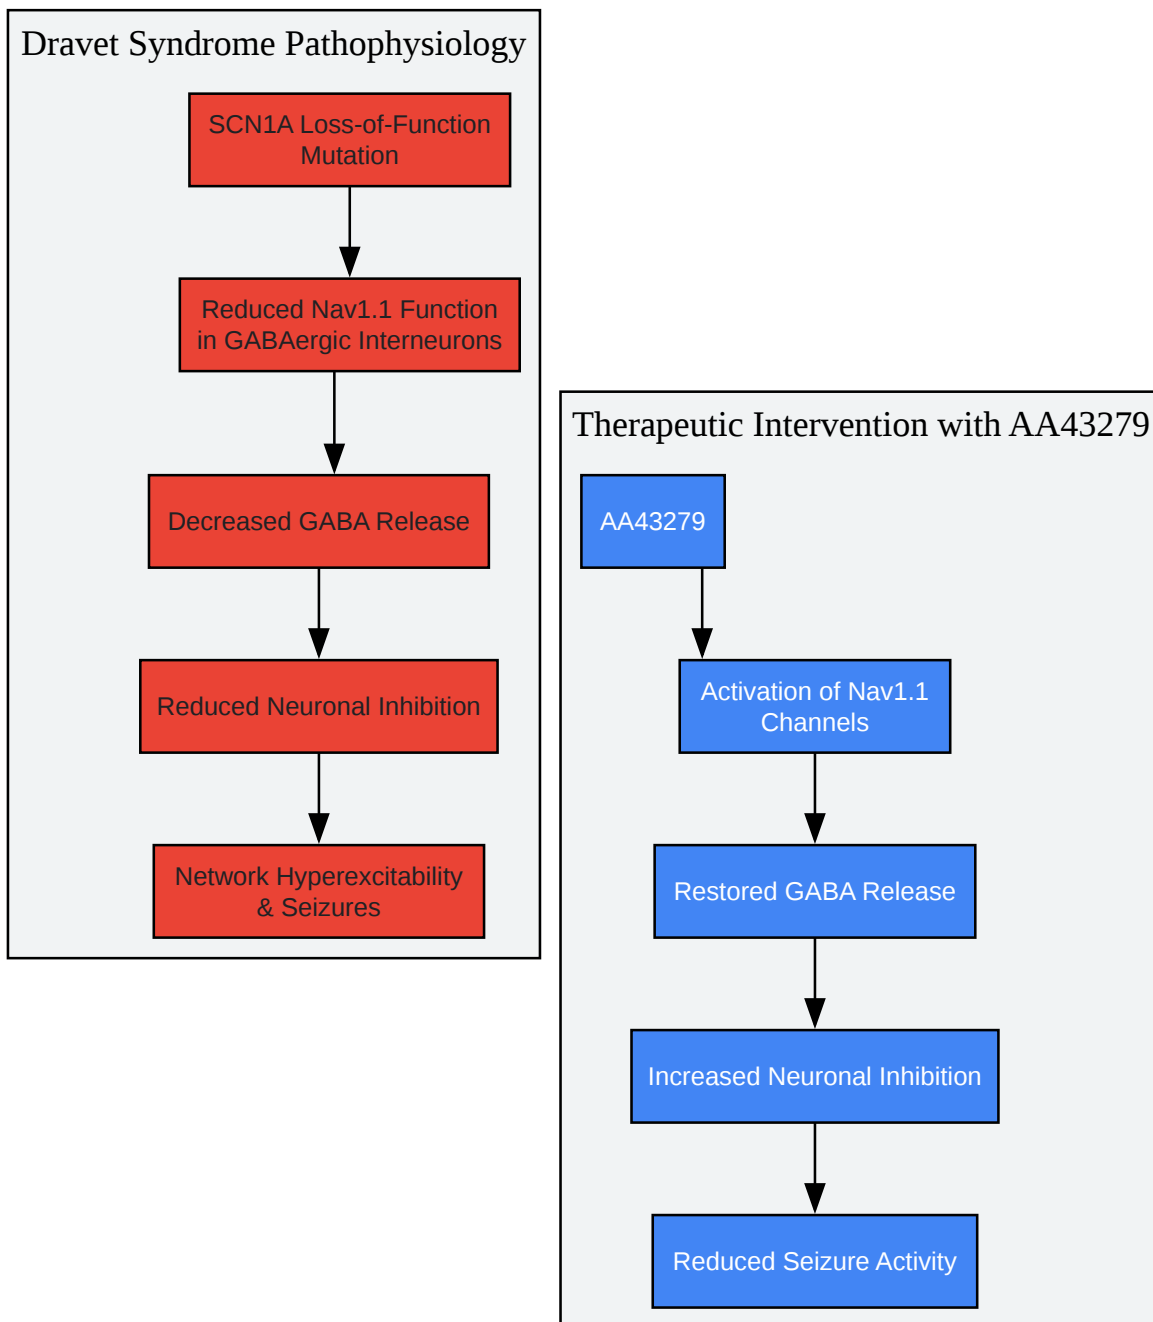 Dravet Syndrome Pathophysiology
SCN1A Loss-of-Function
Mutation
Reduced Nav1.1 Function
in GABAergic Interneurons
Decreased GABA Release
Reduced Neuronal Inhibition
Network Hyperexcitability
& Seizures
Therapeutic Intervention with AA43279
AA43279
Activation of Nav1.1
Channels
Restored GABA Release
Increased Neuronal Inhibition
Reduced Seizure Activity